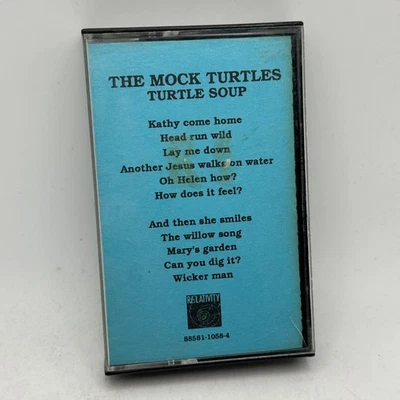 THE MOCK TURTLES
TURTLE SOUP
Kathy come home
Head run wild
Lay me down
Another Jesus walks on water
Oh Helen how?
How does it feel?
And then she smiles
The willow song
Mary's garden
Can you dig it?
Wicker man
RELATIVITY
88561-1058-4